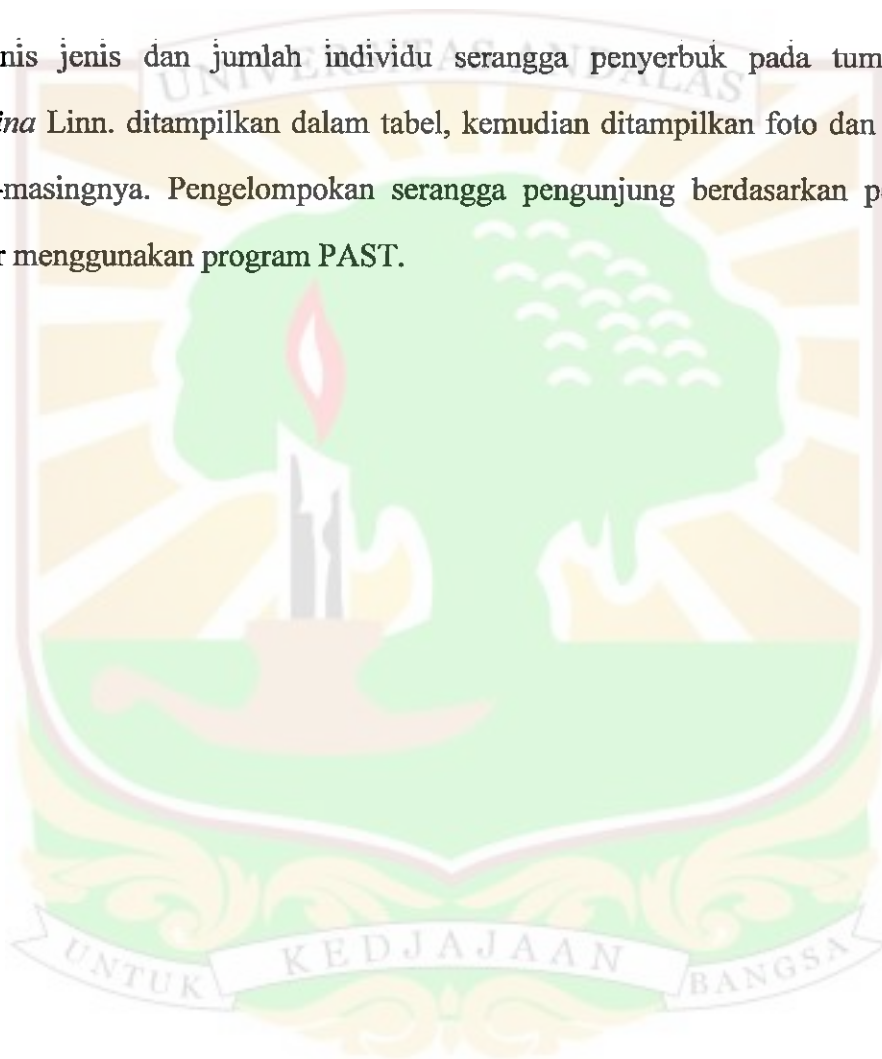 nis jenis dan jumlah individu serangga penyerbuk pada tum
ina Linn. ditampilkan dalam tabel, kemudian ditampilkan foto dan
-masingnya. Pengelompokan serangga pengunjung berdasarkan p
r menggunakan program PAST.
UNIVERSITAS ANDALAS
UNTUK KEDJAJAAN BANGSA